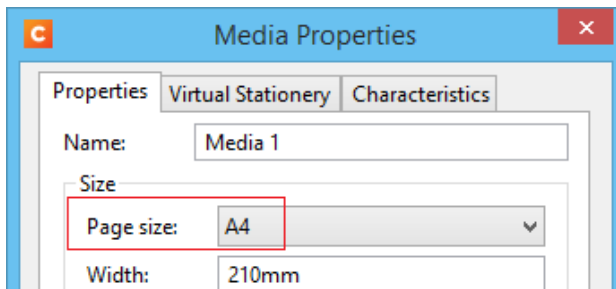 C Media Properties ×
Properties Virtual Stationery Characteristics
Name: Media 1
Size
Page size: A4
Width: 210mm